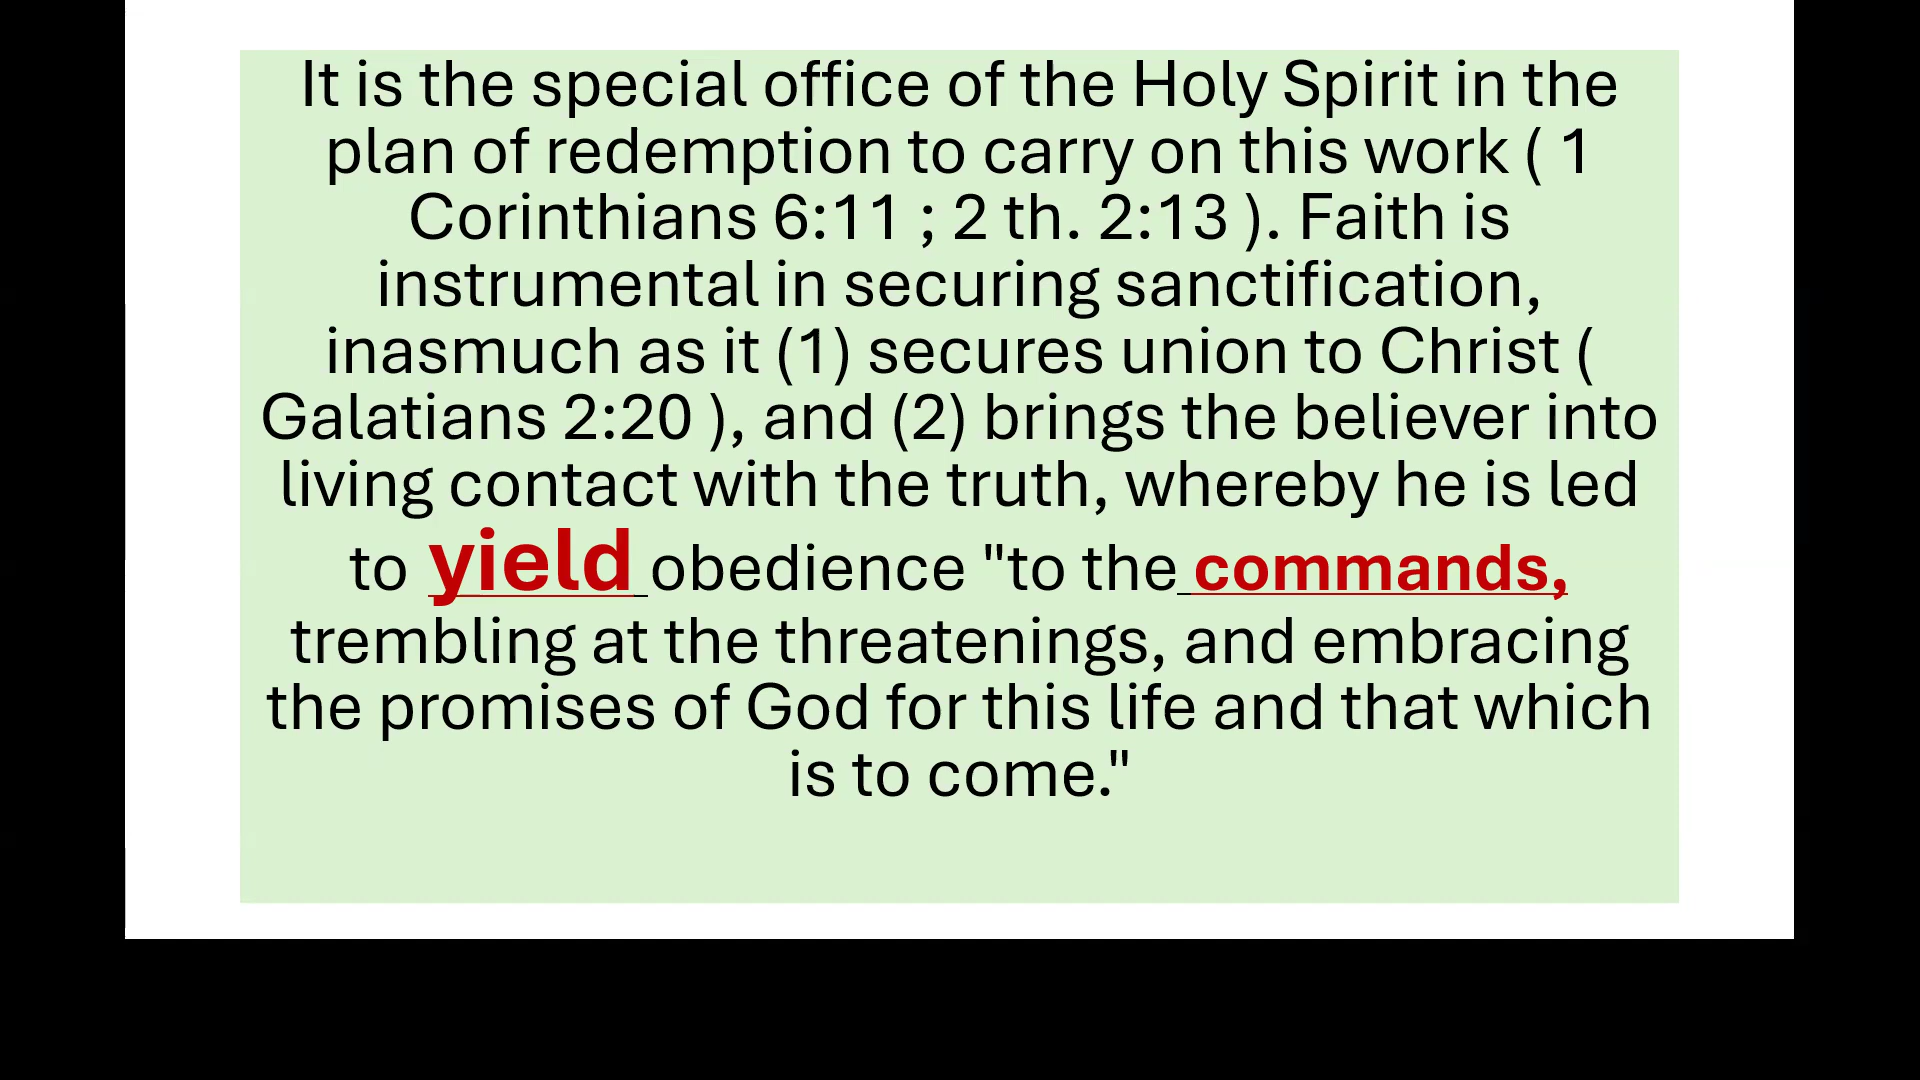 It is the special office of the Holy Spirit in the
plan of redemption to carry on this work ( 1
Corinthians 6:11 ; 2 th. 2:13 ). Faith is
instrumental in securing sanctification,
inasmuch as it (1) secures union to Christ (
Galatians 2:20 ), and (2) brings the believer into
living contact with the truth, whereby he is led
to yield obedience "to the commands,
trembling at the threatenings, and embracing
the promises of God for this life and that which
is to come."